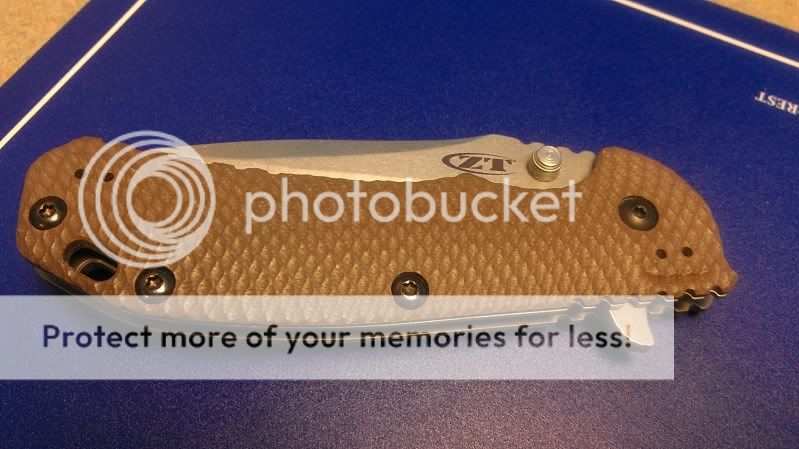 REST
ZT
photobucket
Protect more of your memories for less!